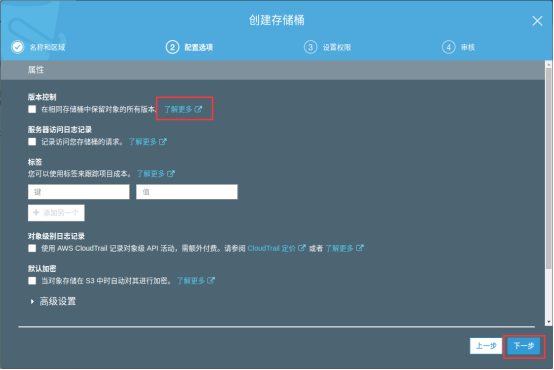 创建存储桶
名称和区域
2 配置选项
3 设置权限
4 审核
属性
版本控制
在相同存储桶中保留对象的所有版本。 了解更多
服务器访问日志记录
记录访问您存储桶的请求。 了解更多
标签
您可以使用标签来跟踪项目成本。 了解更多
键 值
添加另一个
对象级别日志记录
使用 AWS CloudTrail 记录对象级 API 活动，需额外付费。请参阅 CloudTrail 定价 或者 了解更多
默认加密
当对象存储在 S3 中时自动对其进行加密。 了解更多
高级设置
上一步 下一步